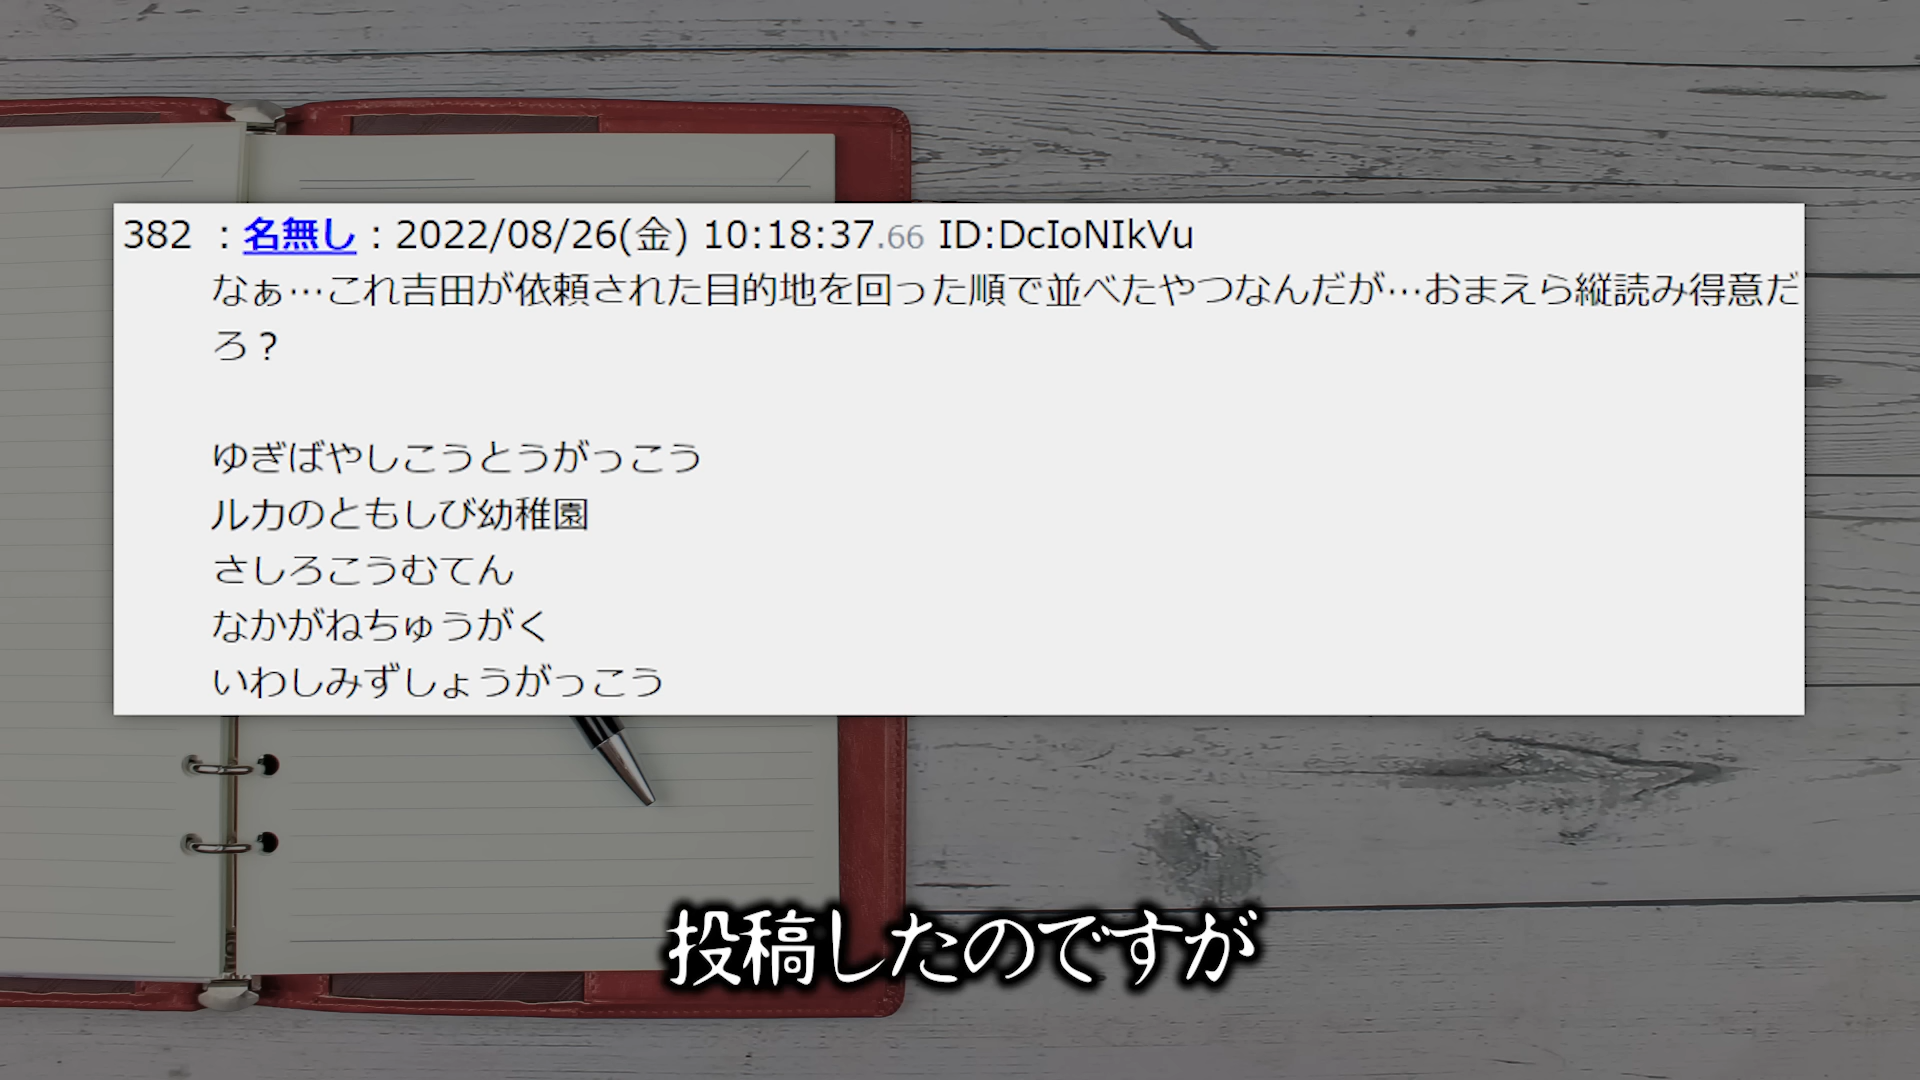 382 ：名無し：2022/08/26(金) 10:18:37.66 ID:DcIoNIkVu
なぁ…これ吉田が依頼された目的地を回った順で並べたやつなんだが…おまえら縦読み得意だ
ろ？
ゆぎばやしこうとうがっこう
ルカのともしび幼稚園
さしろこうむてん
なかがねちゅうがく
いわしみずしょうがっこう
投稿したのですが